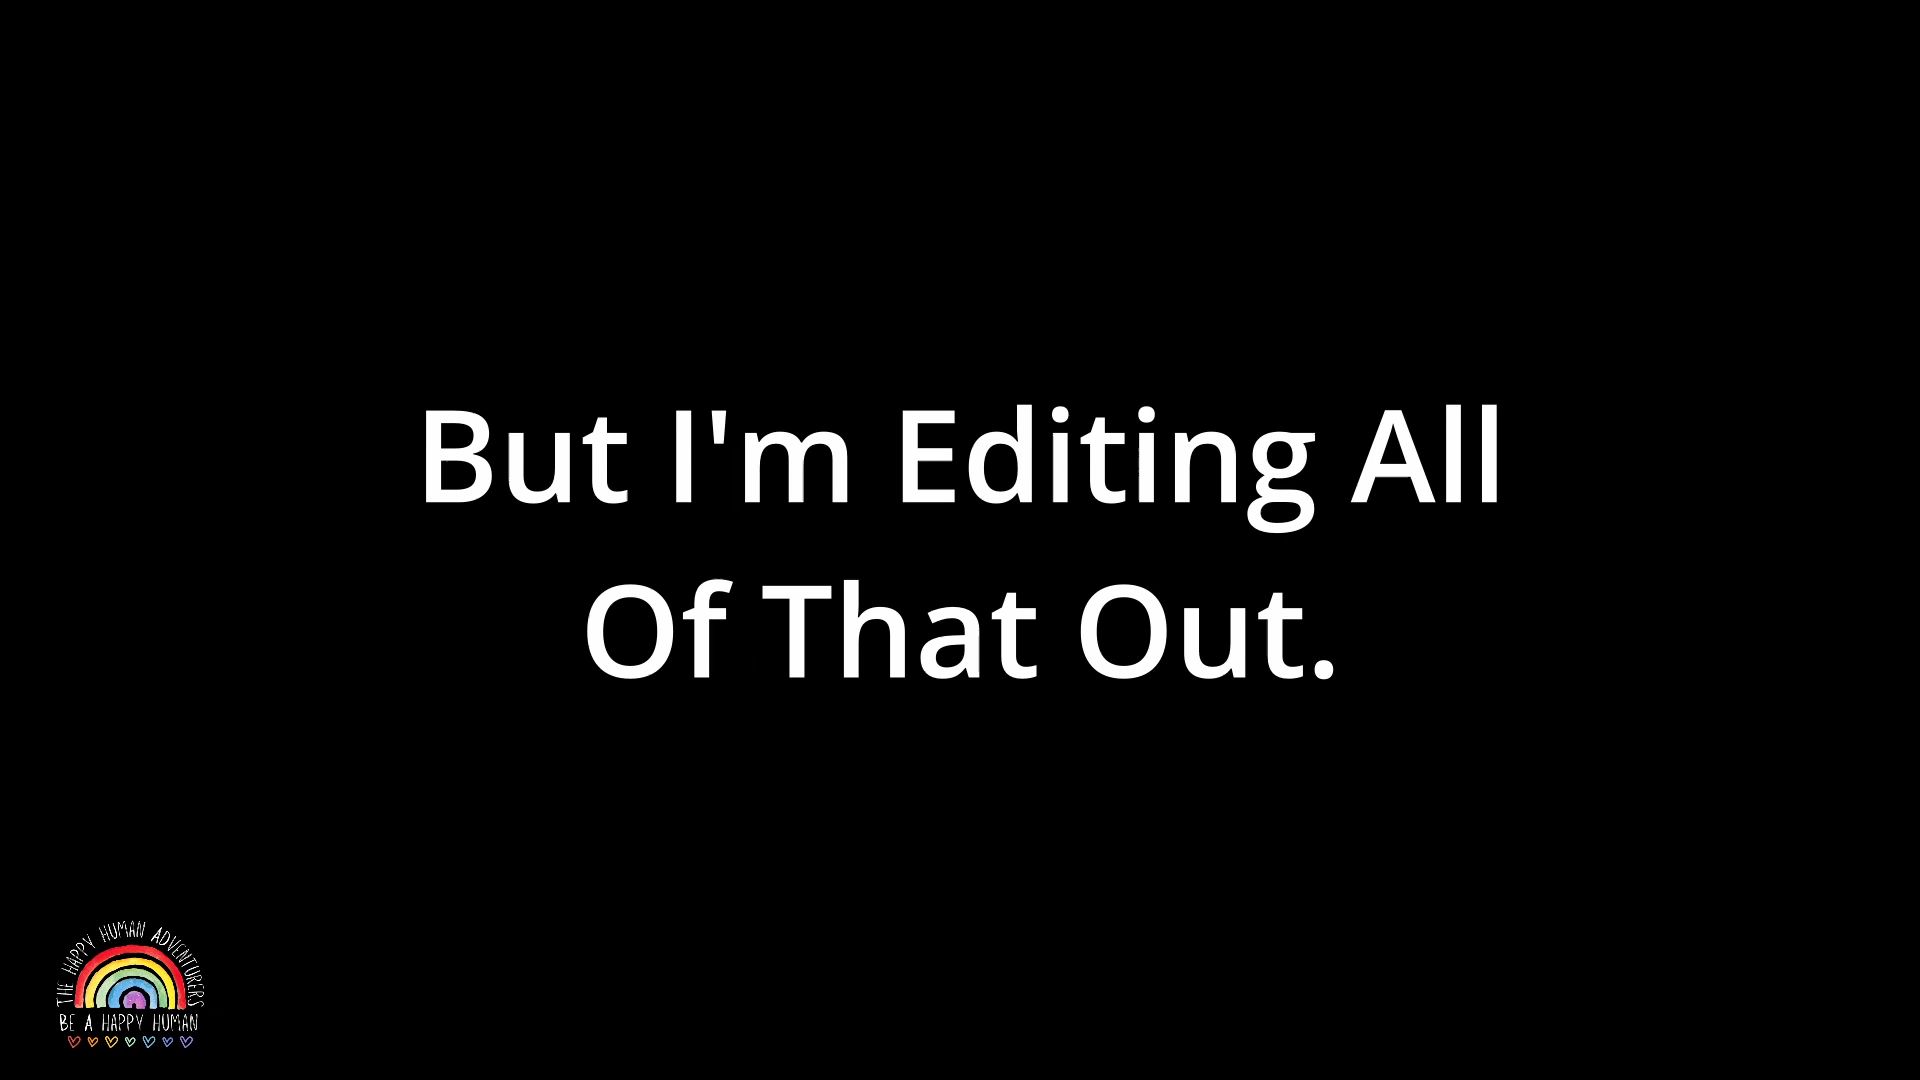 But I'm Editing All
Of That Out.
THE HAPPY HUMAN ADVENTURERS
BE A HAPPY HUMAN